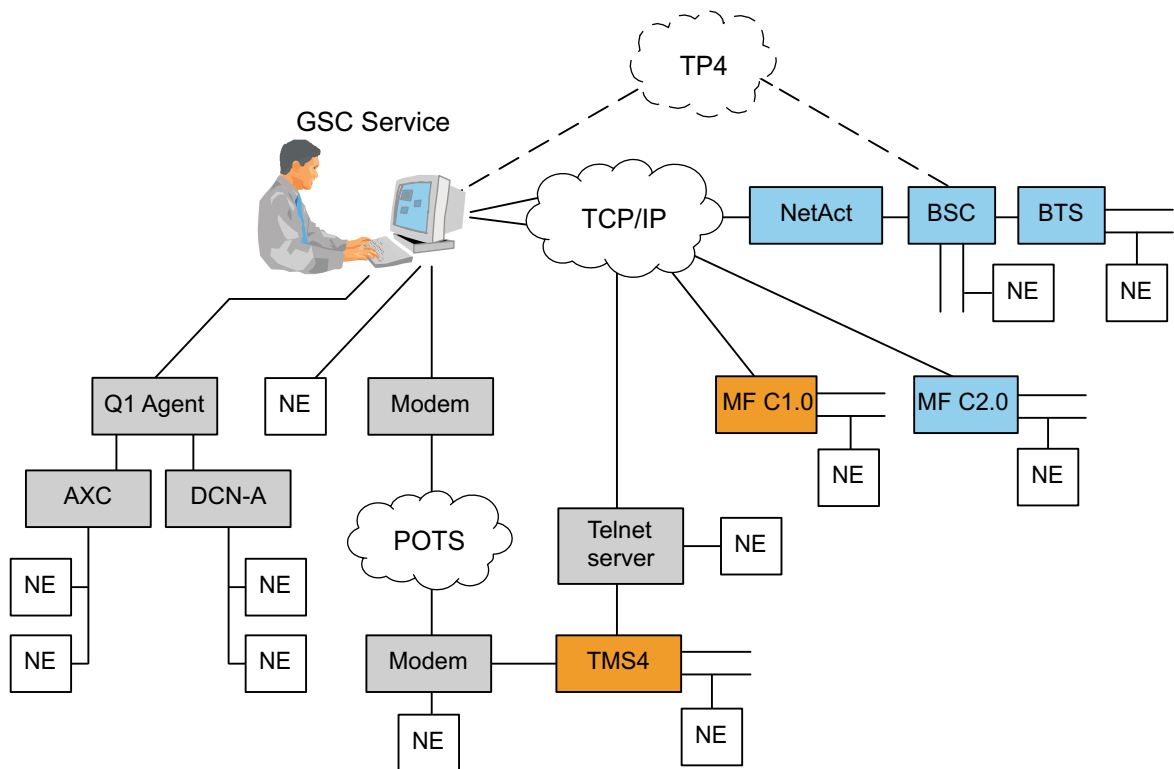 TP4
GSC Service
TCP/IP
NetAct
BSC
BTS
NE
NE
Q1 Agent
NE
Modem
MF C1.0
MF C2.0
NE
NE
AXC
DCN-A
POTS
Telnet
server
NE
NE
NE
NE
NE
Modem
TMS4
NE
NE